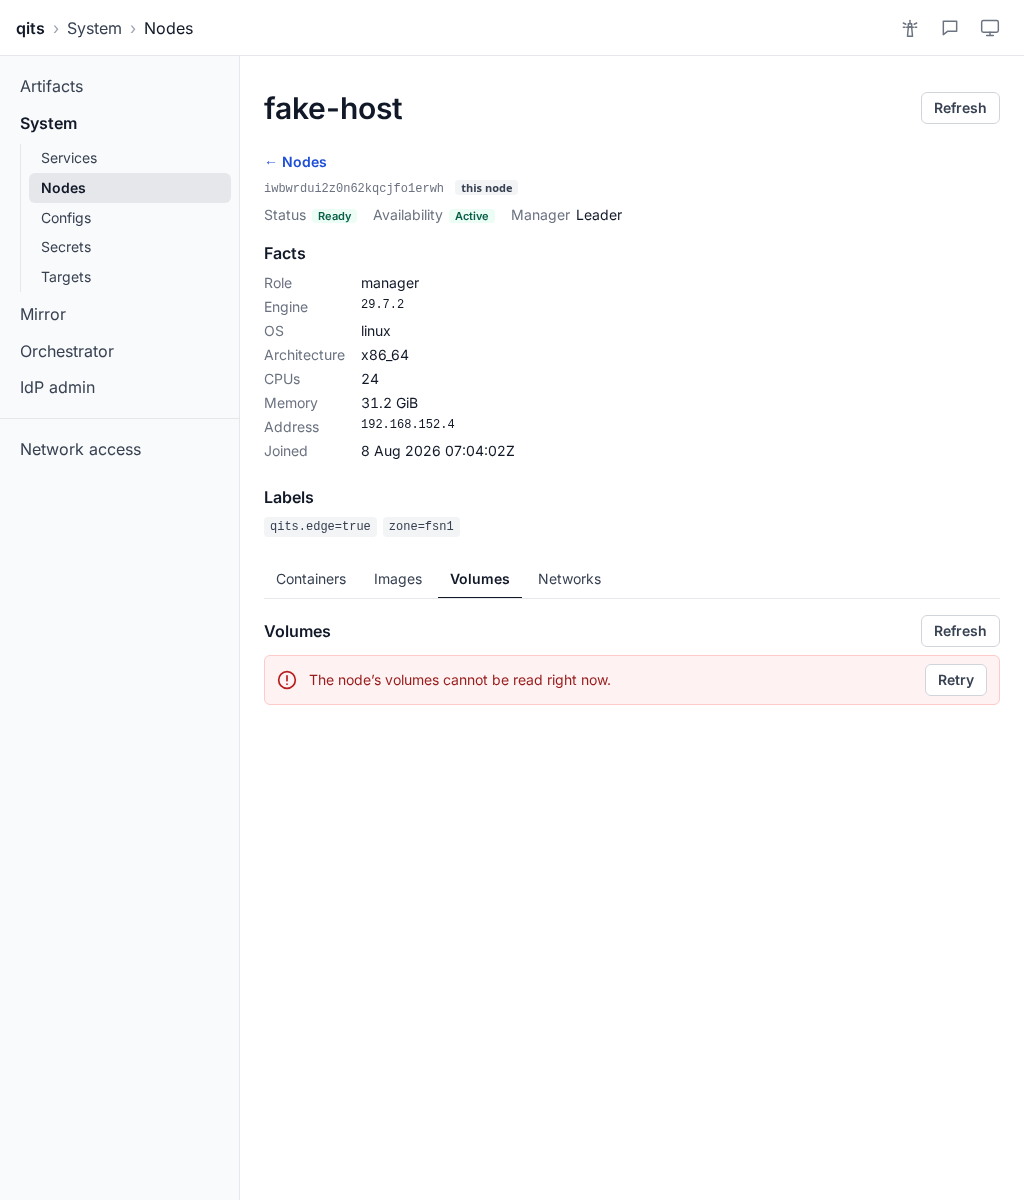 qits › System › Nodes
Artifacts
System
Services
Nodes
Configs
Secrets
Targets
Mirror
Orchestrator
IdP admin
Network access
fake-host
Refresh
← Nodes
iwbwrdui2z0n62kqcjfo1erwh this node
Status Ready Availability Active Manager Leader
Facts
Role manager
Engine 29.7.2
OS linux
Architecture x86_64
CPUs 24
Memory 31.2 GiB
Address 192.168.152.4
Joined 8 Aug 2026 07:04:02Z
Labels
qits.edge=true zone=fsn1
Containers Images Volumes Networks
Volumes
Refresh
The node’s volumes cannot be read right now.
Retry